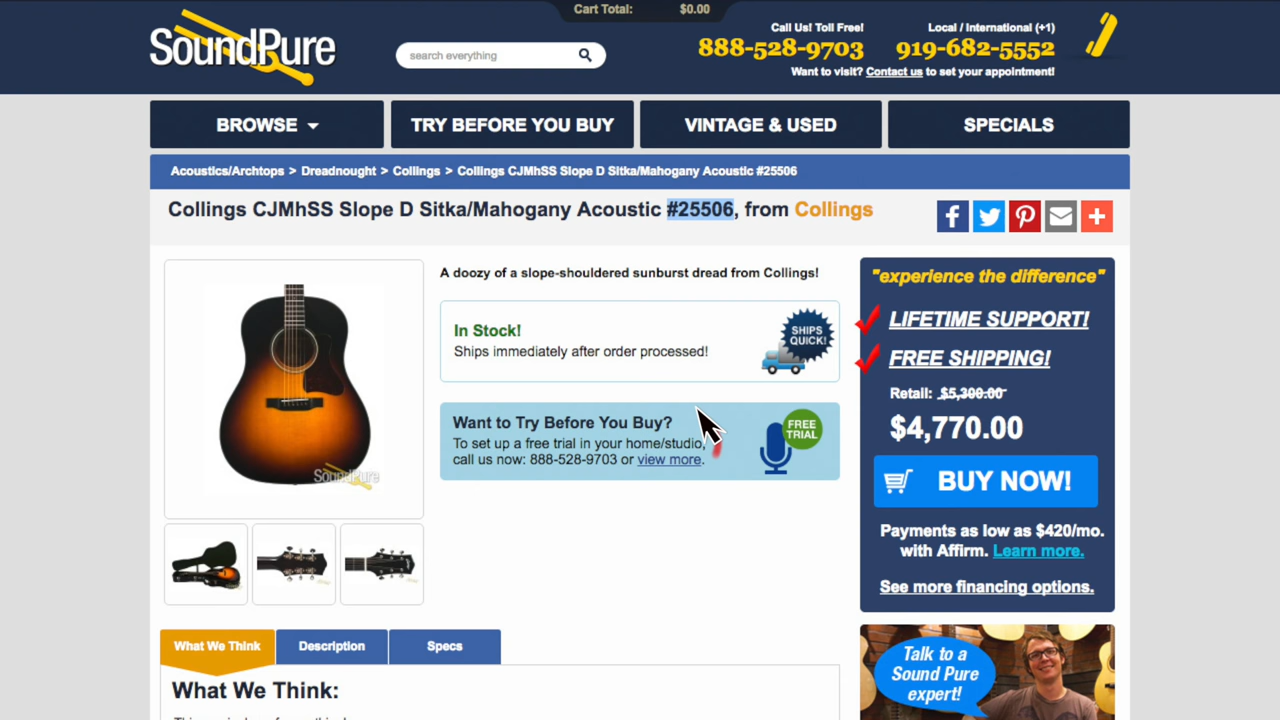 Cart Total: $0.00
SoundPure
search everything
Call Us! Toll Free!
888-528-9703
Local / International (+1)
919-682-5552
Want to visit? Contact us to set your appointment!
BROWSE
TRY BEFORE YOU BUY
VINTAGE & USED
SPECIALS
Acoustics/Archtops > Dreadnought > Collings > Collings CJMhSS Slope D Sitka/Mahogany Acoustic #25506
Collings CJMhSS Slope D Sitka/Mahogany Acoustic #25506, from Collings
A doozy of a slope-shouldered sunburst dread from Collings!
In Stock!
Ships immediately after order processed!
SHIPS
QUICK!
Want to Try Before You Buy?
To set up a free trial in your home/studio,
call us now: 888-528-9703 or view more.
FREE
TRIAL
SoundPure
"experience the difference"
LIFETIME SUPPORT!
FREE SHIPPING!
Retail: $5,300.00
$4,770.00
BUY NOW!
Payments as low as $420/mo.
with Affirm. Learn more.
See more financing options.
Talk to a
Sound Pure
expert!
What We Think
Description
Specs
What We Think: